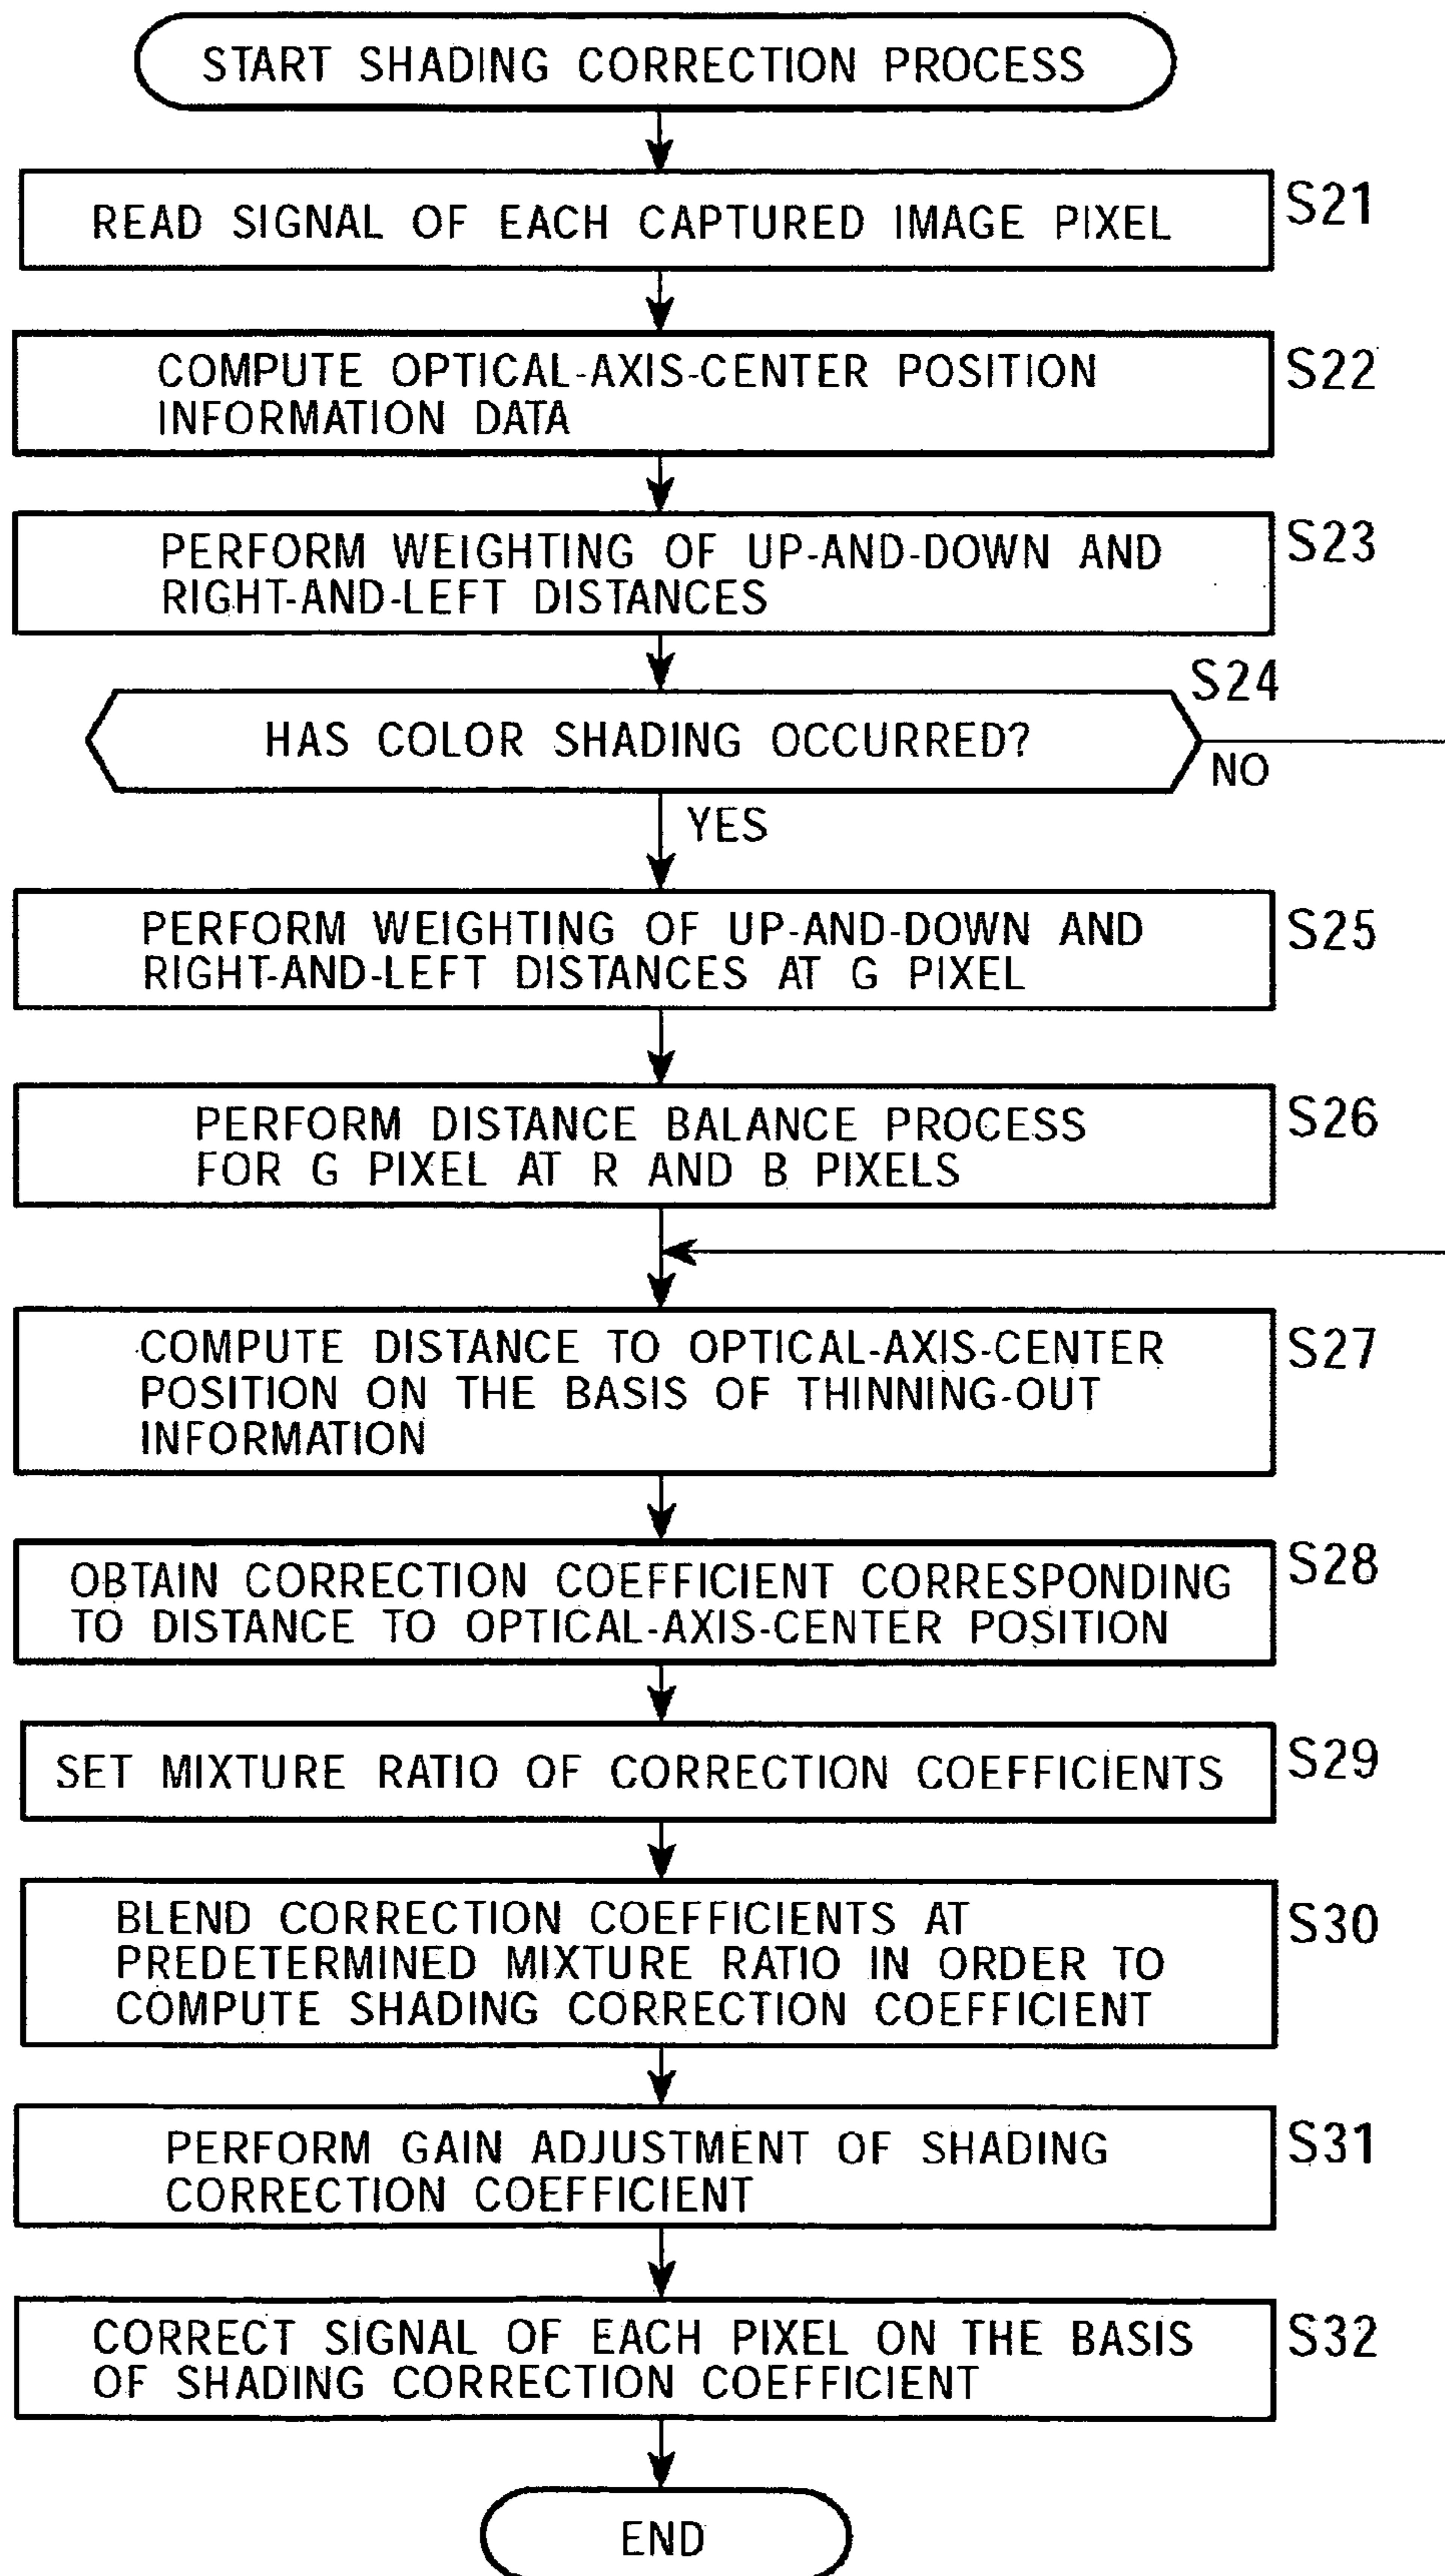 START SHADING CORRECTION PROCESS
READ SIGNAL OF EACH CAPTURED IMAGE PIXEL
S21
COMPUTE OPTICAL-AXIS-CENTER POSITION
INFORMATION DATA
S22
PERFORM WEIGHTING OF UP-AND-DOWN AND
RIGHT-AND-LEFT DISTANCES
S23
S24
HAS COLOR SHADING OCCURRED?
NO
YES
PERFORM WEIGHTING OF UP-AND-DOWN AND
RIGHT-AND-LEFT DISTANCES AT G PIXEL
S25
PERFORM DISTANCE BALANCE PROCESS
FOR G PIXEL AT R AND B PIXELS
S26
COMPUTE DISTANCE TO OPTICAL-AXIS-CENTER
POSITION ON THE BASIS OF THINNING-OUT
INFORMATION
S27
OBTAIN CORRECTION COEFFICIENT CORRESPONDING
TO DISTANCE TO OPTICAL-AXIS-CENTER POSITION
S28
SET MIXTURE RATIO OF CORRECTION COEFFICIENTS
S29
BLEND CORRECTION COEFFICIENTS AT
PREDETERMINED MIXTURE RATIO IN ORDER TO
COMPUTE SHADING CORRECTION COEFFICIENT
S30
PERFORM GAIN ADJUSTMENT OF SHADING
CORRECTION COEFFICIENT
S31
CORRECT SIGNAL OF EACH PIXEL ON THE BASIS
OF SHADING CORRECTION COEFFICIENT
S32
END